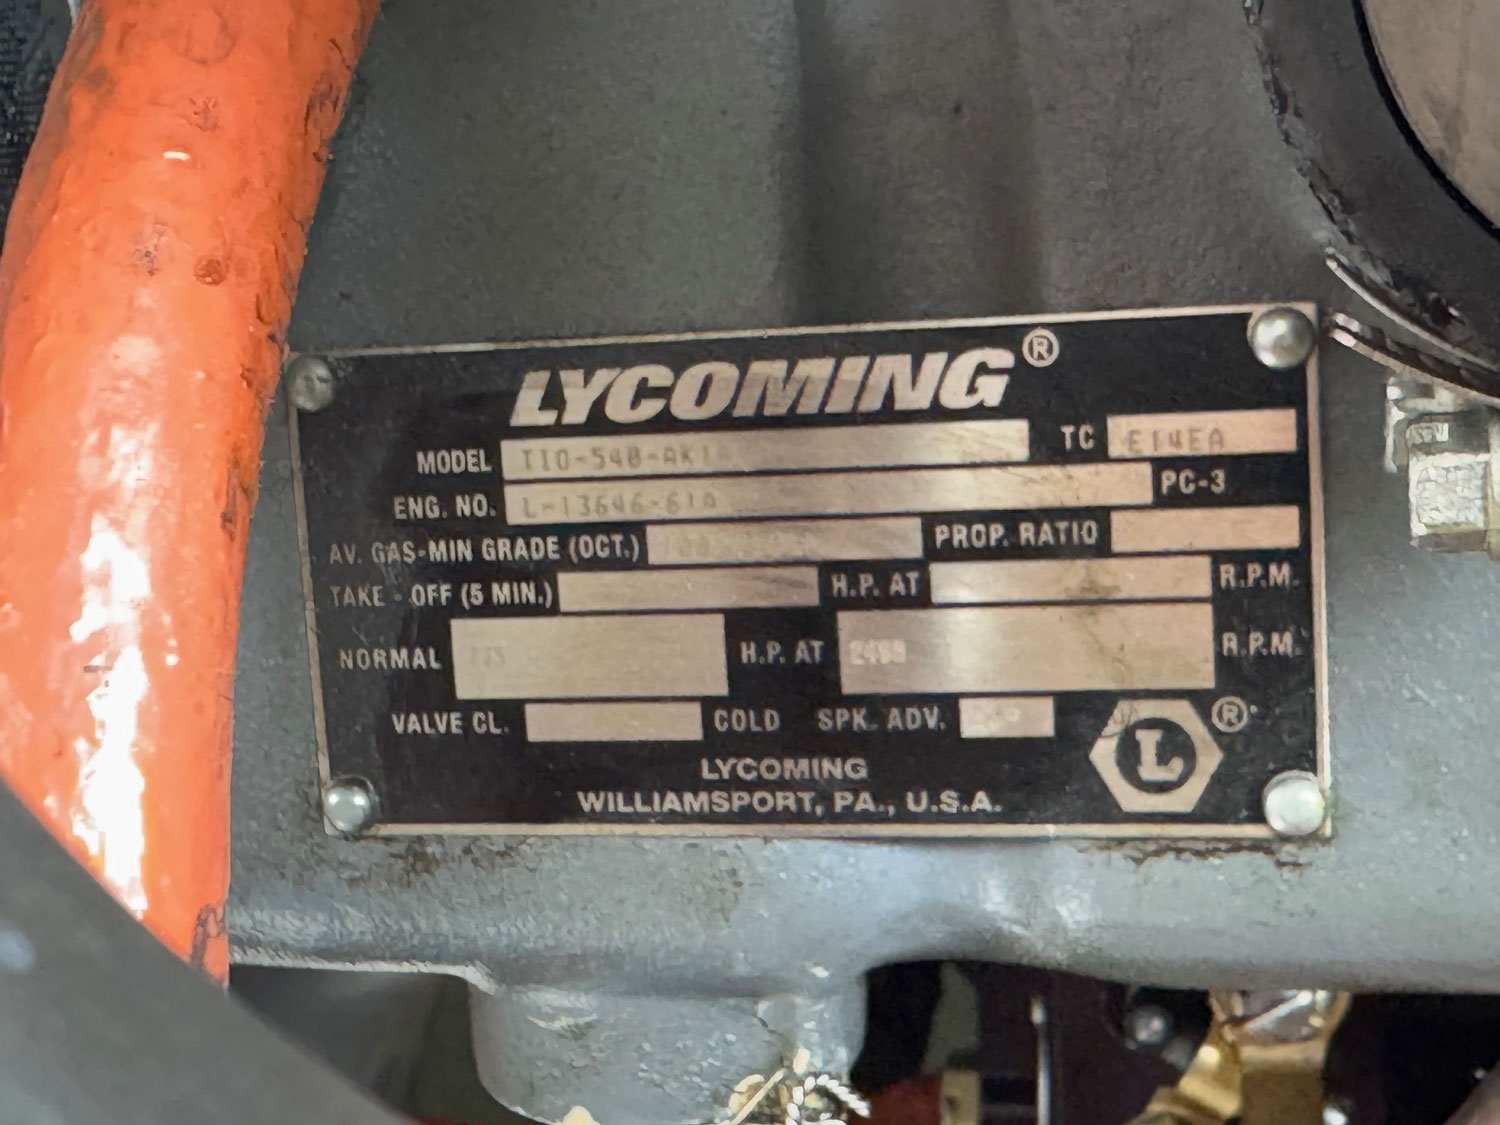 LYCOMING®
MODEL TIO-540-AK1A TC E14EA
ENG. NO. L-13646-61A PC-3
AV. GAS-MIN GRADE (OCT.) PROP. RATIO
TAKE - OFF (5 MIN.) H.P. AT R.P.M.
NORMAL H.P. AT R.P.M.
VALVE CL. COLD SPK. ADV.
L®
LYCOMING
WILLIAMSPORT, PA., U.S.A.